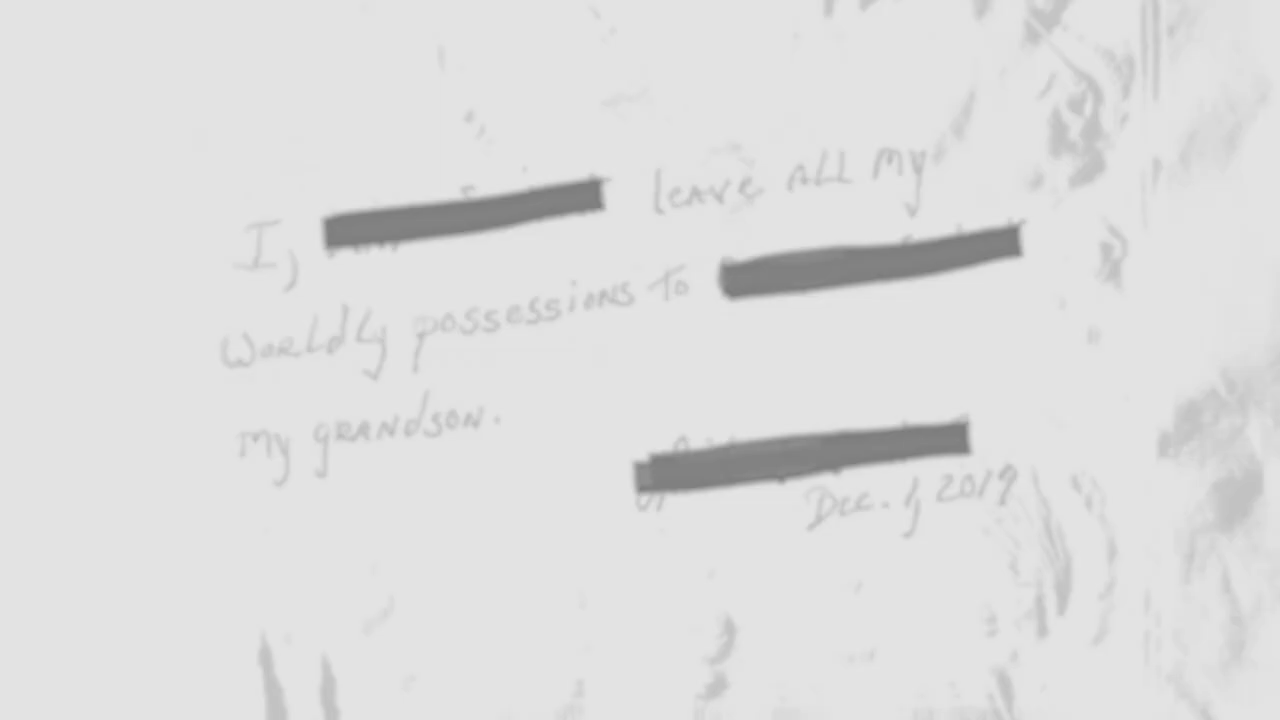 I, leave all my
worldly possessions to
my grandson.
Dec. 1, 2019